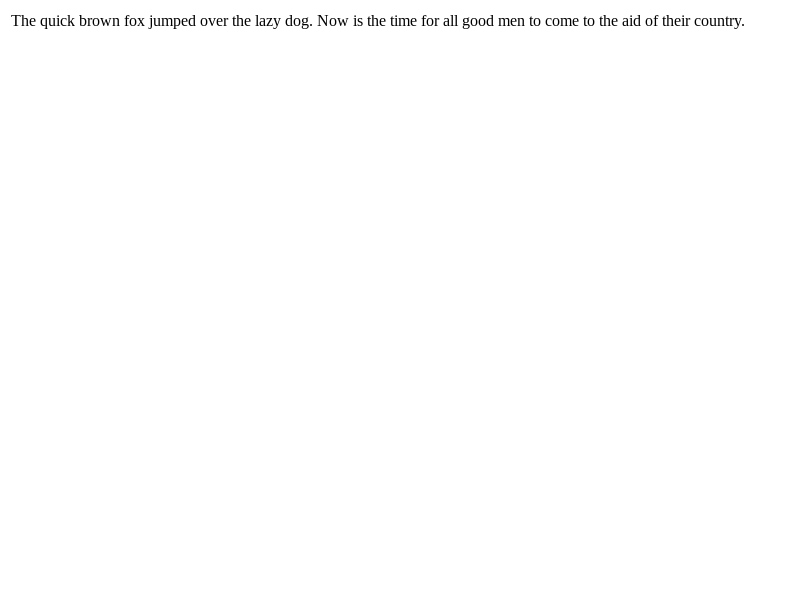 The quick brown fox jumped over the lazy dog. Now is the time for all good men to come to the aid of their country.